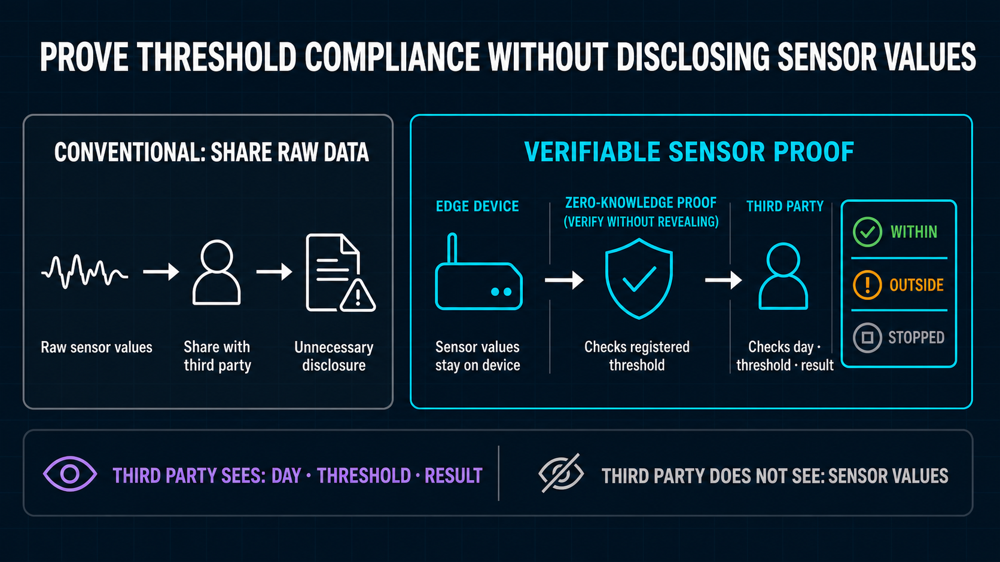 PROVE THRESHOLD COMPLIANCE WITHOUT DISCLOSING SENSOR VALUES
CONVENTIONAL: SHARE RAW DATA
Raw sensor values
Share with
third party
Unnecessary
disclosure
VERIFIABLE SENSOR PROOF
EDGE DEVICE
Sensor values
stay on device
ZERO-KNOWLEDGE PROOF
(VERIFY WITHOUT REVEALING)
Checks registered
threshold
THIRD PARTY
Checks day ·
threshold · result
WITHIN
OUTSIDE
STOPPED
THIRD PARTY SEES: DAY · THRESHOLD · RESULT
THIRD PARTY DOES NOT SEE: SENSOR VALUES